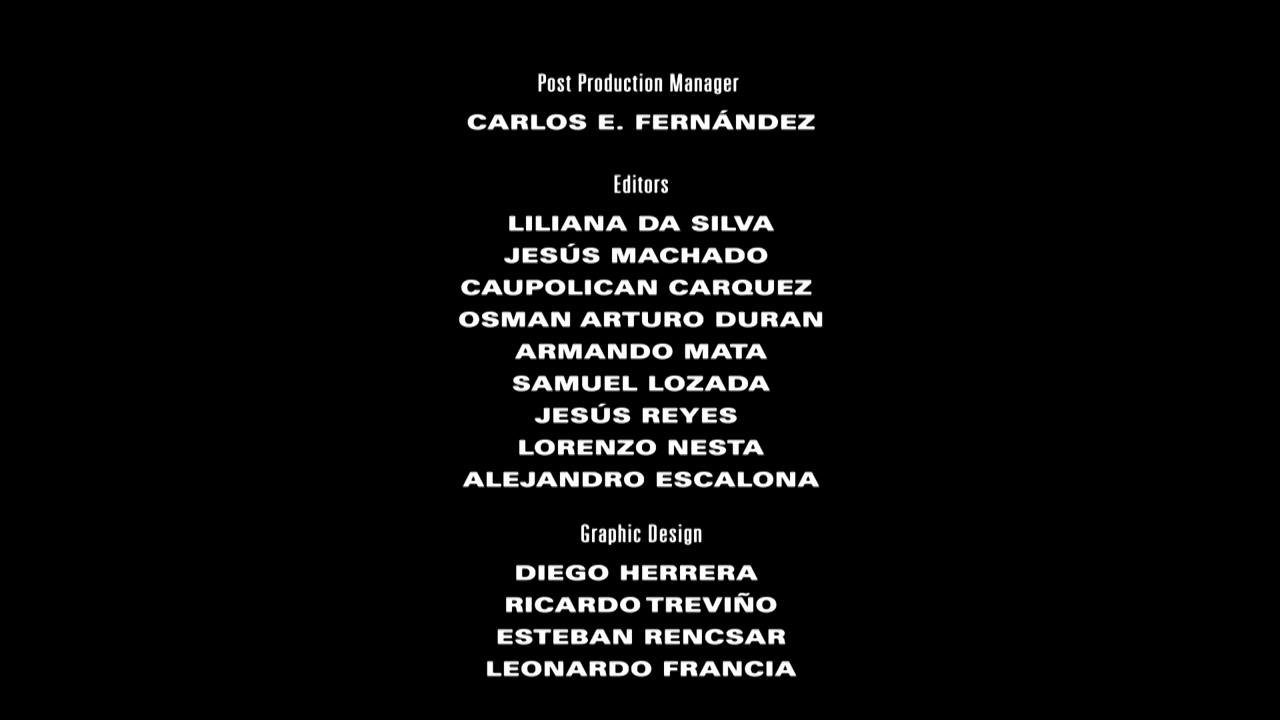 Post Production Manager
CARLOS E. FERNÁNDEZ
Editors
LILIANA DA SILVA
JESÚS MACHADO
CAUPOLICAN CARQUEZ
OSMAN ARTURO DURAN
ARMANDO MATA
SAMUEL LOZADA
JESÚS REYES
LORENZO NESTA
ALEJANDRO ESCALONA
Graphic Design
DIEGO HERRERA
RICARDO TREVIÑO
ESTEBAN RENCSAR
LEONARDO FRANCIA